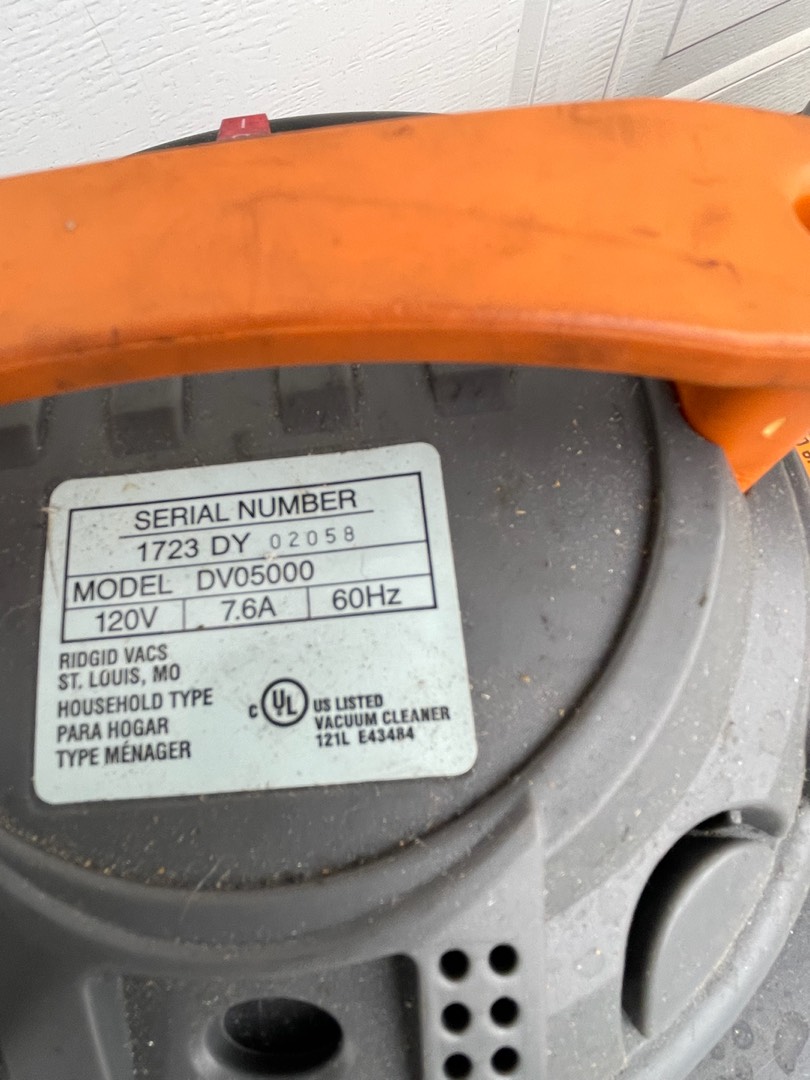 SERIAL NUMBER
1723 DY 02058
MODEL DV05000
120V 7.6A 60Hz
RIDGID VACS
ST. LOUIS, MO
HOUSEHOLD TYPE
PARA HOGAR
TYPE MÉNAGER
C UL US LISTED
VACUUM CLEANER
121L E43484